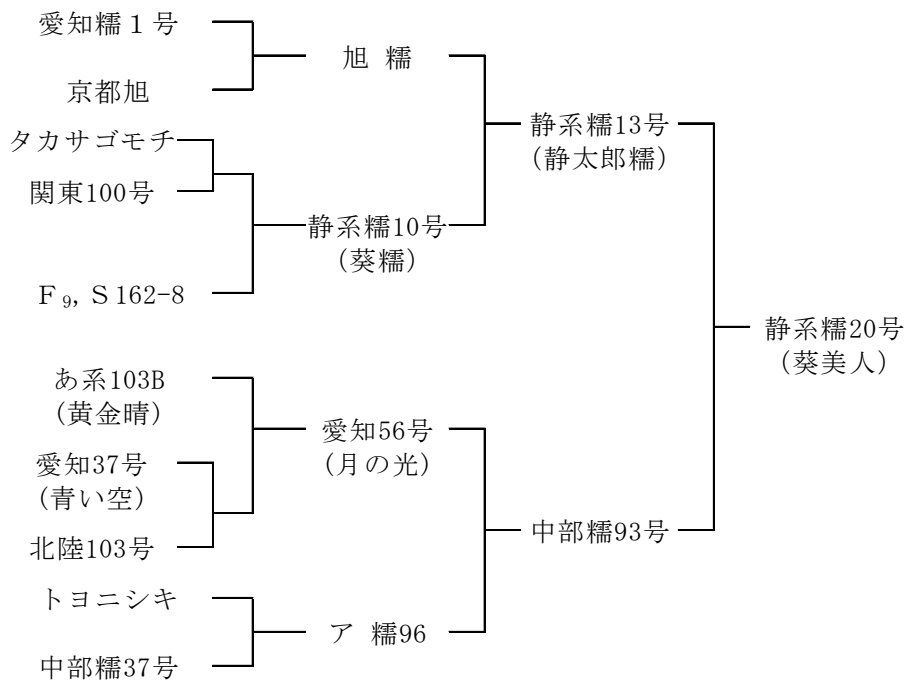 愛知糯1号
京都旭
旭 糯
タカサゴモチ
関東100号
静系糯10号
(葵糯)
F₉, S162-8
静系糯13号
(静太郎糯)
あ系103B
(黄金晴)
愛知37号
(青い空)
北陸103号
愛知56号
(月の光)
トヨニシキ
中部糯37号
ア 糯96
中部糯93号
静系糯20号
(葵美人)